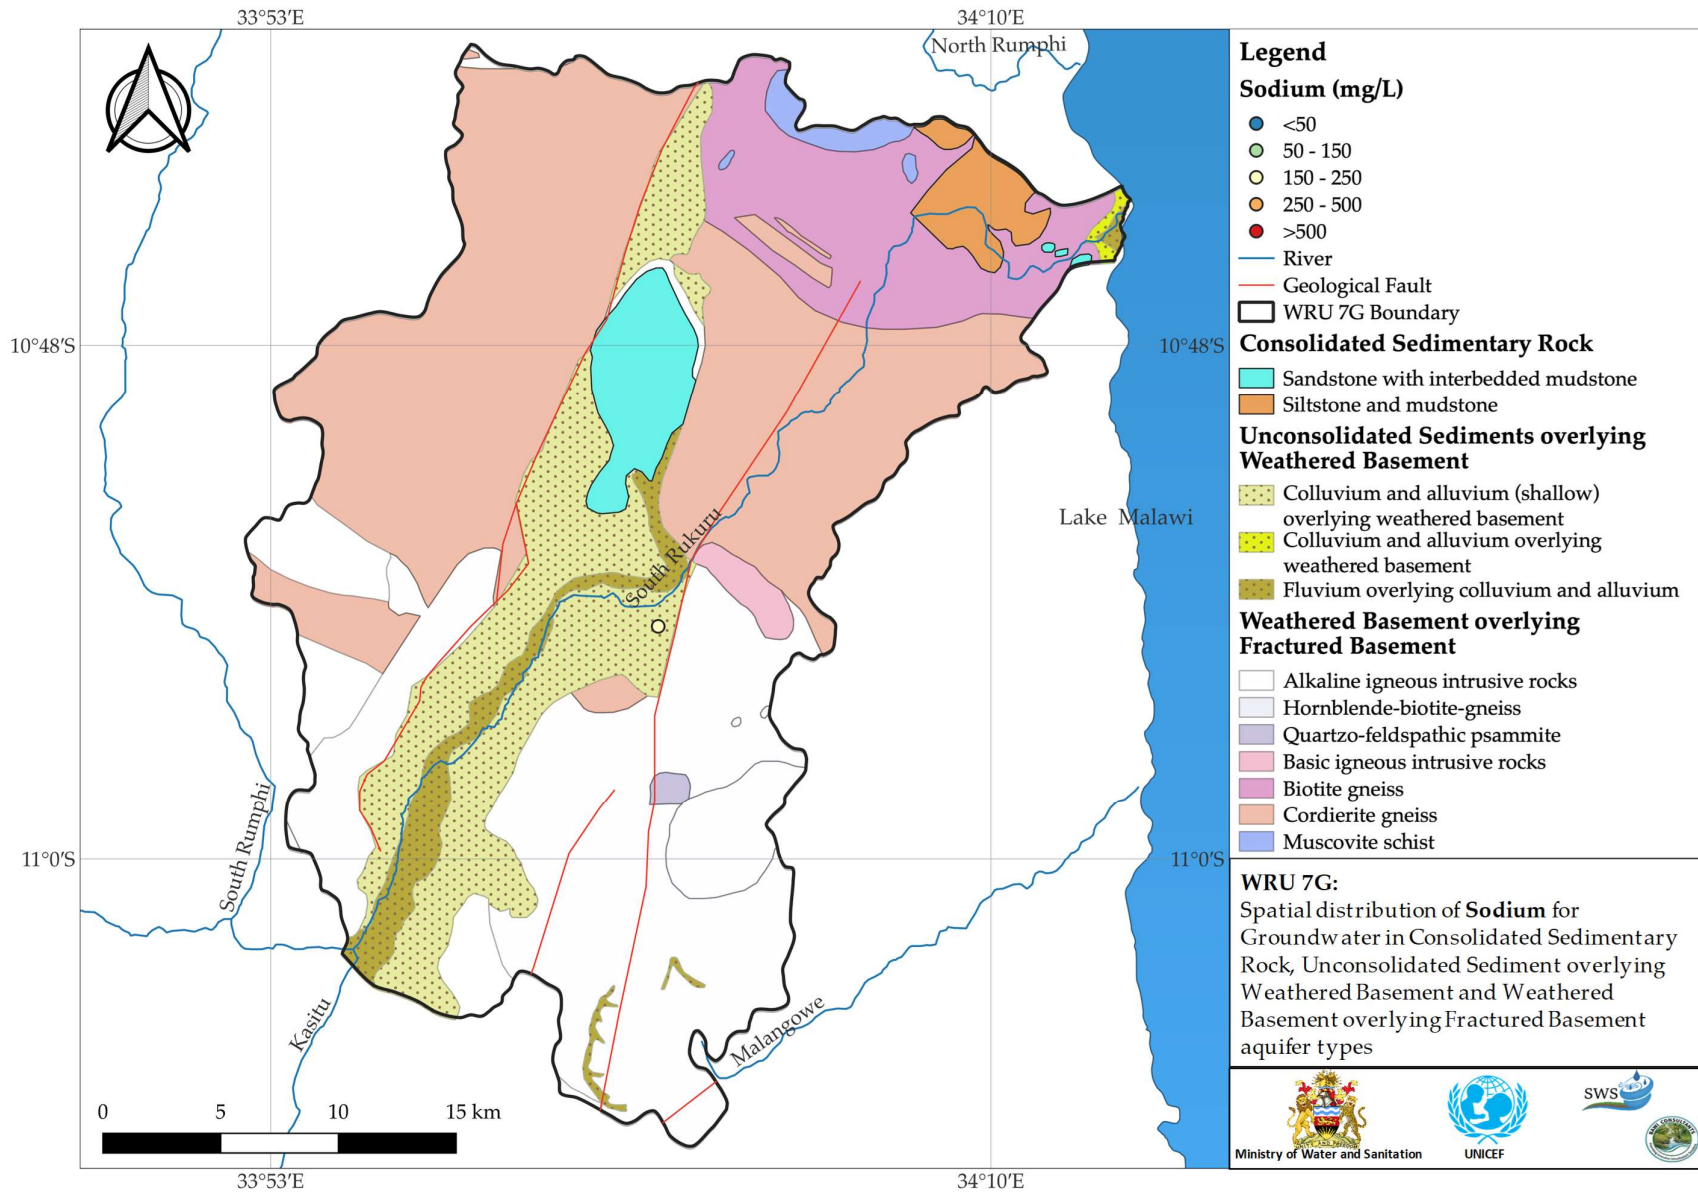 33°53′E
34°10′E
North Rumphi
10°48′S
10°48′S
South Rukuru
Lake Malawi
South Rumphi
11°0′S
11°0′S
Kasitu
Malangowe
0 5 10 15 km
33°53′E
34°10′E
Legend
Sodium (mg/L)
<50
50 - 150
150 - 250
250 - 500
>500
River
Geological Fault
WRU 7G Boundary
Consolidated Sedimentary Rock
Sandstone with interbedded mudstone
Siltstone and mudstone
Unconsolidated Sediments overlying
Weathered Basement
Colluvium and alluvium (shallow)
overlying weathered basement
Colluvium and alluvium overlying
weathered basement
Fluvium overlying colluvium and alluvium
Weathered Basement overlying
Fractured Basement
Alkaline igneous intrusive rocks
Hornblende-biotite-gneiss
Quartzo-feldspathic psammite
Basic igneous intrusive rocks
Biotite gneiss
Cordierite gneiss
Muscovite schist
WRU 7G:
Spatial distribution of Sodium for
Groundwater in Consolidated Sedimentary
Rock, Unconsolidated Sediment overlying
Weathered Basement and Weathered
Basement overlying Fractured Basement
aquifer types
Ministry of Water and Sanitation
UNICEF
SWS